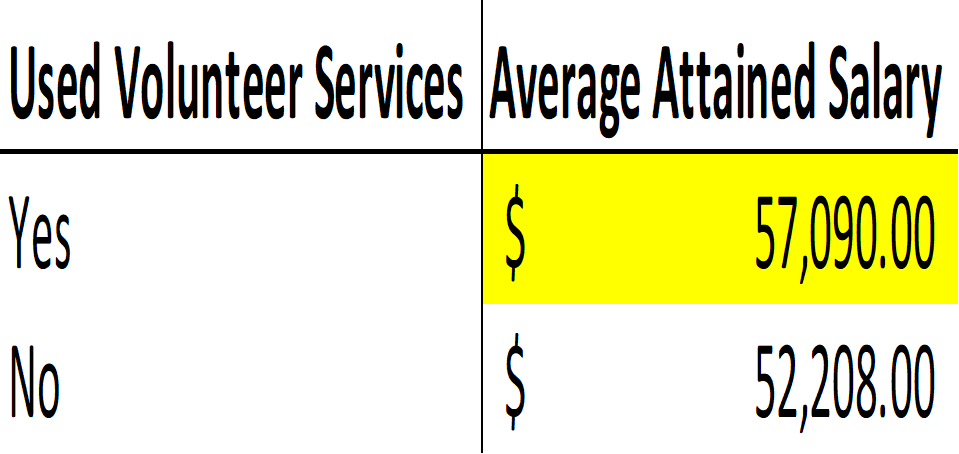 Used Volunteer Services Average Attained Salary
Yes $ 57,090.00
No $ 52,208.00